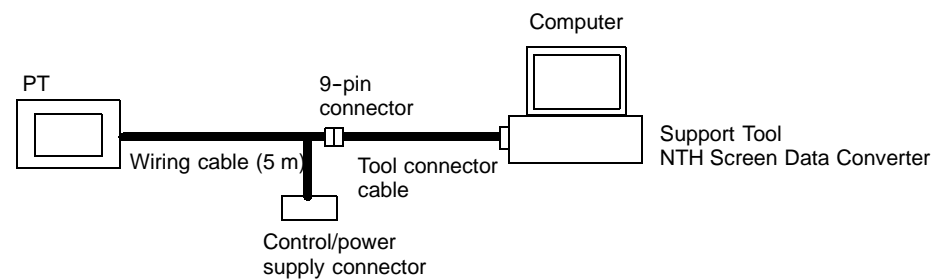 Computer
PT
9-pin
connector
Support Tool
NTH Screen Data Converter
Wiring cable (5 m)
Tool connector
cable
Control/power
supply connector